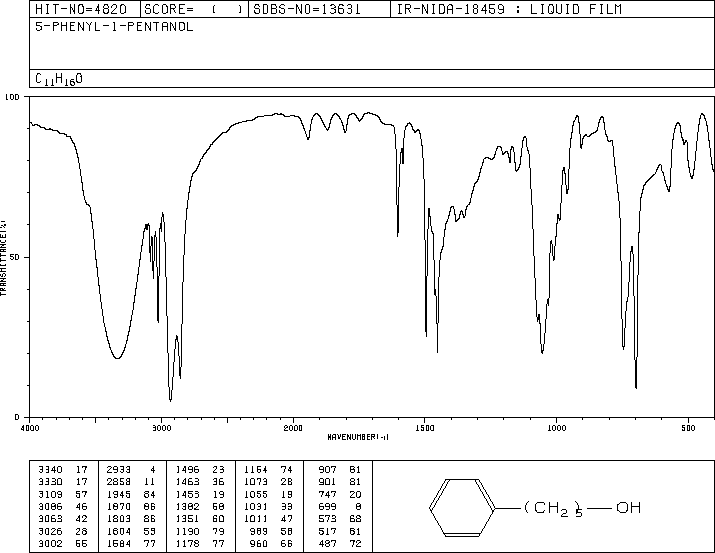 HIT-NO=4820 SCORE= ( ) SDBS-NO=13631 IR-NIDA-18459 : LIQUID FILM
5-PHENYL-1-PENTANOL
C11H16O
100
50
0
TRANSMITTANCE(%)
4000 3000 2000 1500 1000 500
WAVENUMBER(-1)
3340 17 2933 4 1496 23 1154 74 907 81
3330 17 2858 11 1463 36 1073 28 901 81
3109 57 1945 84 1453 19 1055 19 747 20
3086 46 1870 86 1382 58 1031 33 699 8
3063 42 1803 86 1351 60 1011 47 573 68
3026 28 1604 53 1190 79 989 58 517 81
3002 55 1584 77 1178 77 960 66 487 72
(CH2)5 OH